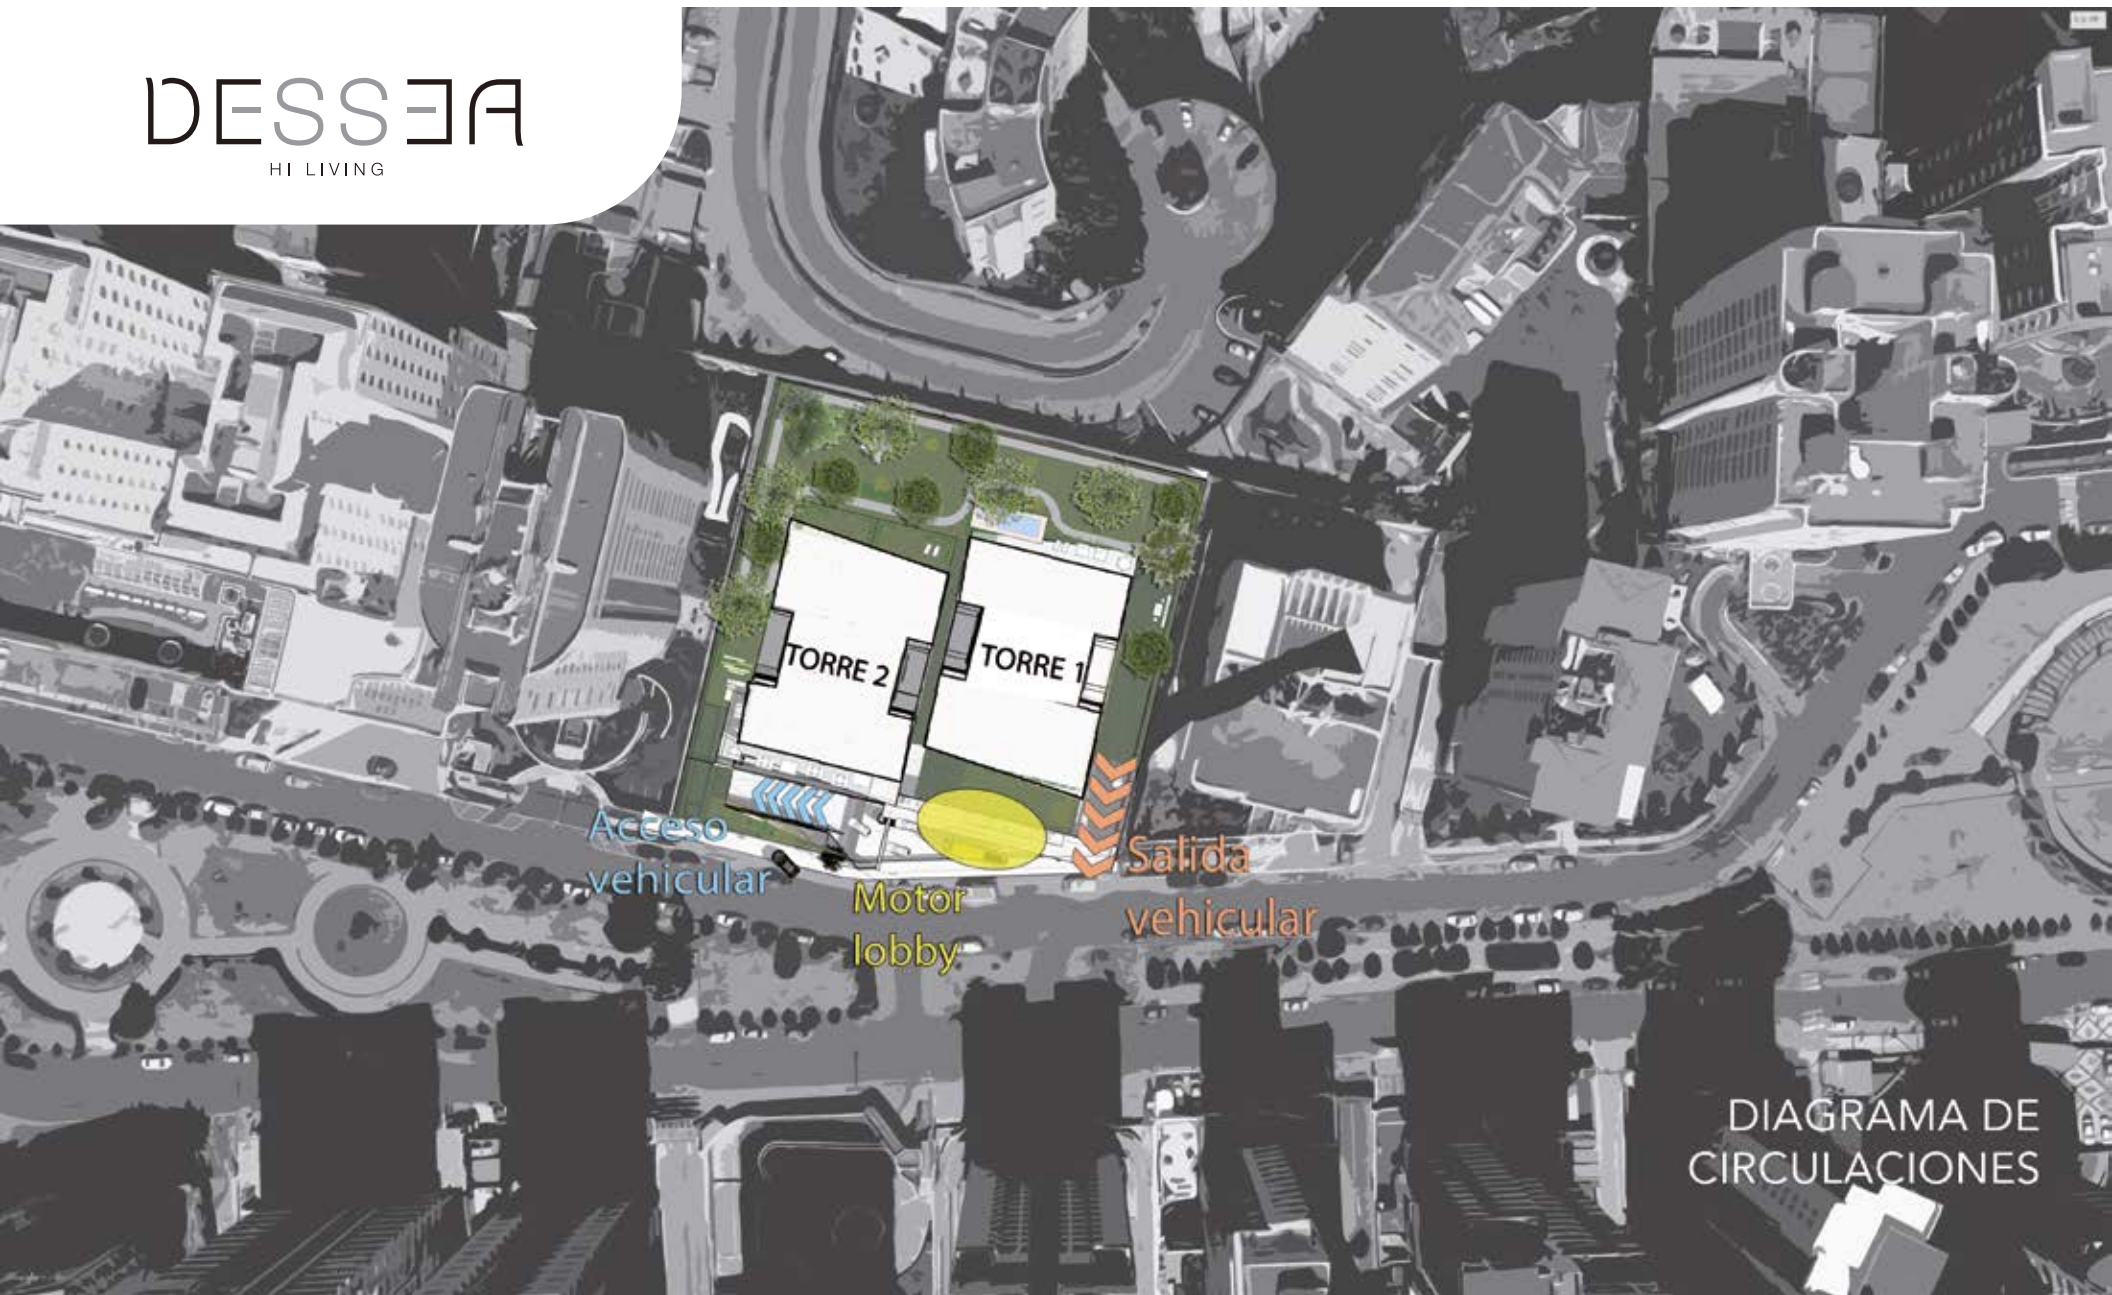 DESSEA
HI LIVING
TORRE 2
TORRE 1
Acceso
vehicular
Motor
lobby
Salida
vehicular
DIAGRAMA DE
CIRCULACIONES